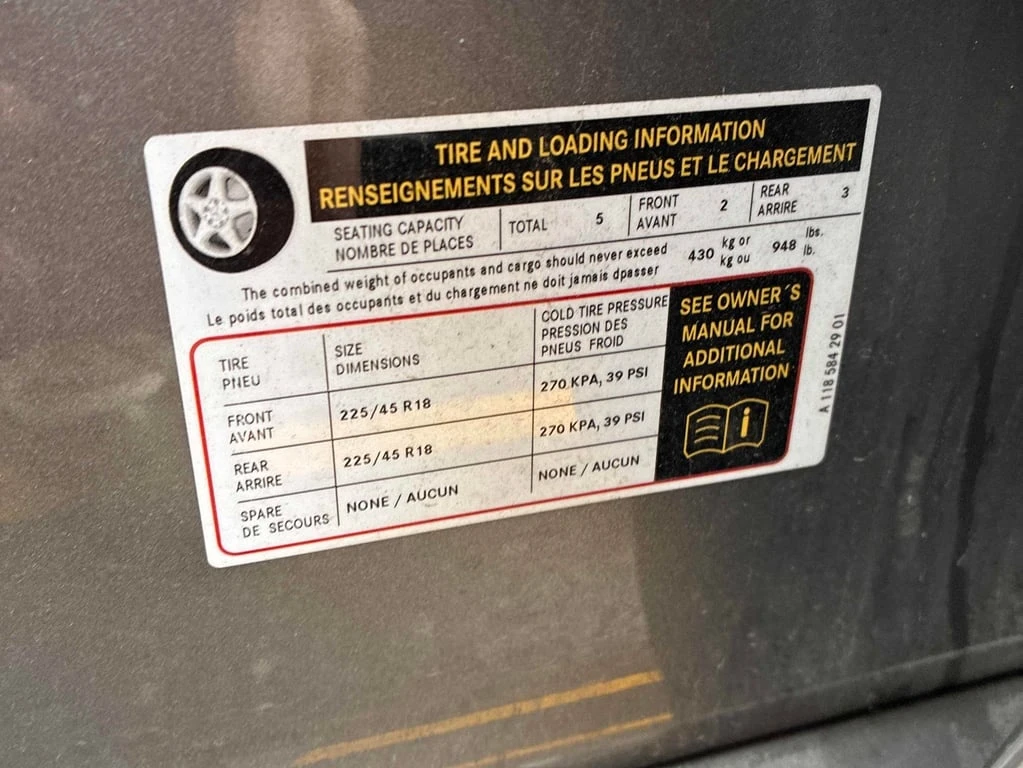 TIRE AND LOADING INFORMATION
RENSEIGNEMENTS SUR LES PNEUS ET LE CHARGEMENT
SEATING CAPACITY
NOMBRE DE PLACES
TOTAL 5
FRONT
AVANT
2
REAR
ARRIRE
3
The combined weight of occupants and cargo should never exceed
Le poids total des occupants et du chargement ne doit jamais dpasser
430 kg or
kg ou
948 lbs.
lb.
TIRE
PNEU
SIZE
DIMENSIONS
COLD TIRE PRESSURE
PRESSION DES
PNEUS FROID
FRONT
AVANT
225/45 R18
270 KPA, 39 PSI
REAR
ARRIRE
225/45 R18
270 KPA, 39 PSI
SPARE
DE SECOURS
NONE / AUCUN
NONE / AUCUN
SEE OWNER´S
MANUAL FOR
ADDITIONAL
INFORMATION
i
A 118 584 29 01